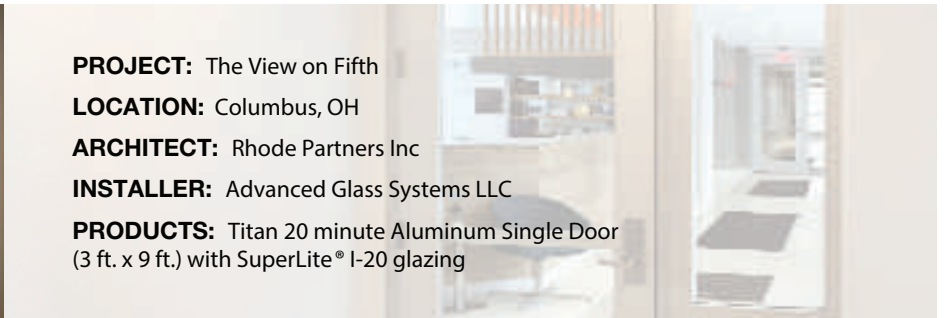 PROJECT: The View on Fifth
LOCATION: Columbus, OH
ARCHITECT: Rhode Partners Inc
INSTALLER: Advanced Glass Systems LLC
PRODUCTS: Titan 20 minute Aluminum Single Door
(3 ft. x 9 ft.) with SuperLite® I-20 glazing